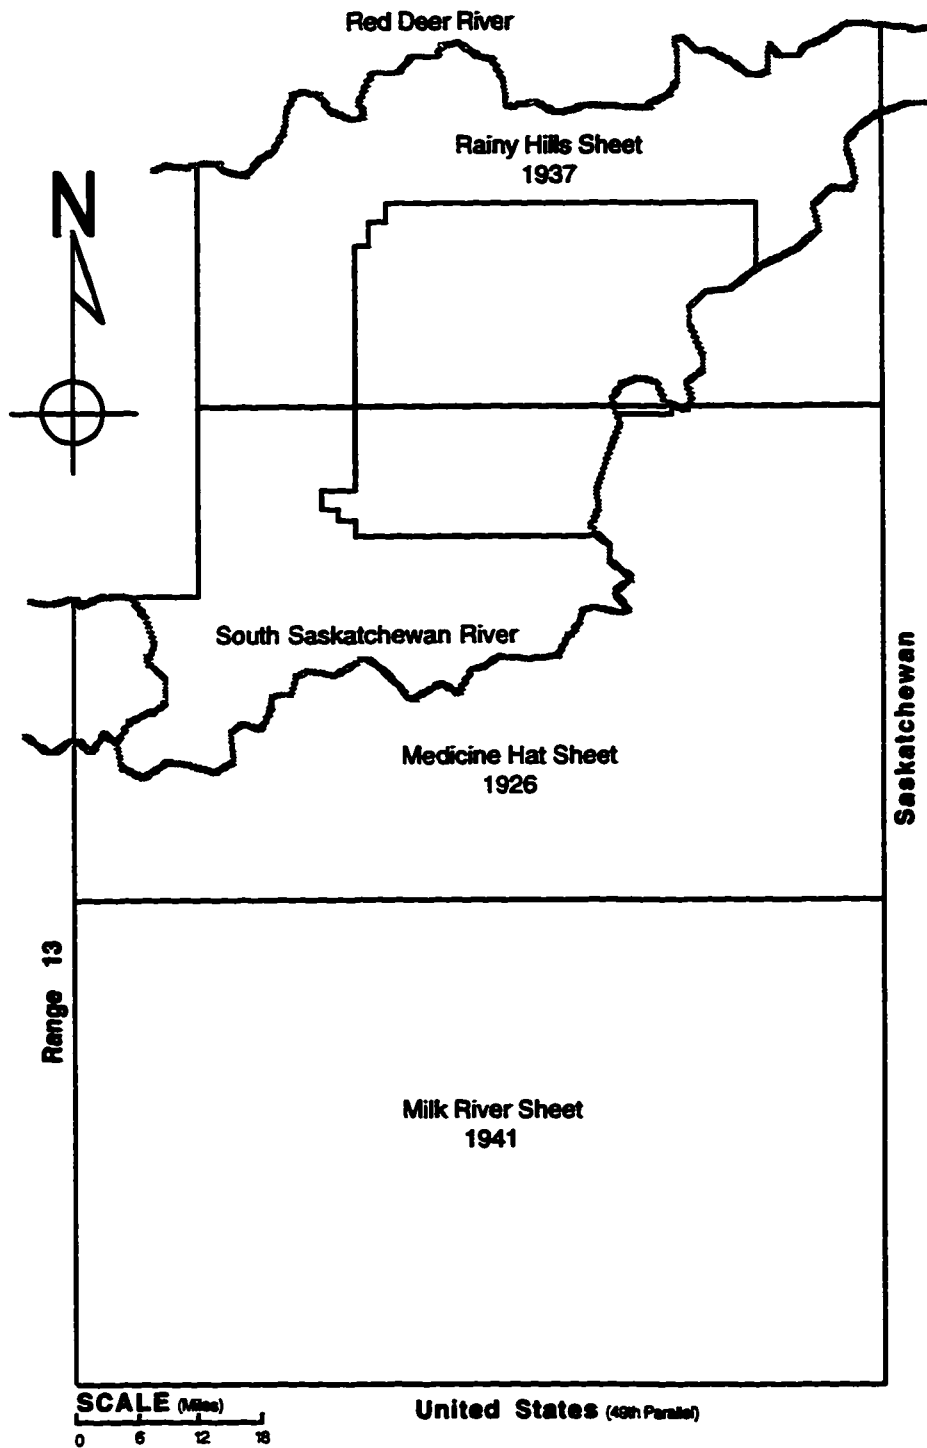 Red Deer River
Rainy Hills Sheet
1937
N
South Saskatchewan River
Medicine Hat Sheet
1926
Saskatchewan
Range 13
Milk River Sheet
1941
SCALE (Miles)
0 6 12 18
United States (49th Parallel)